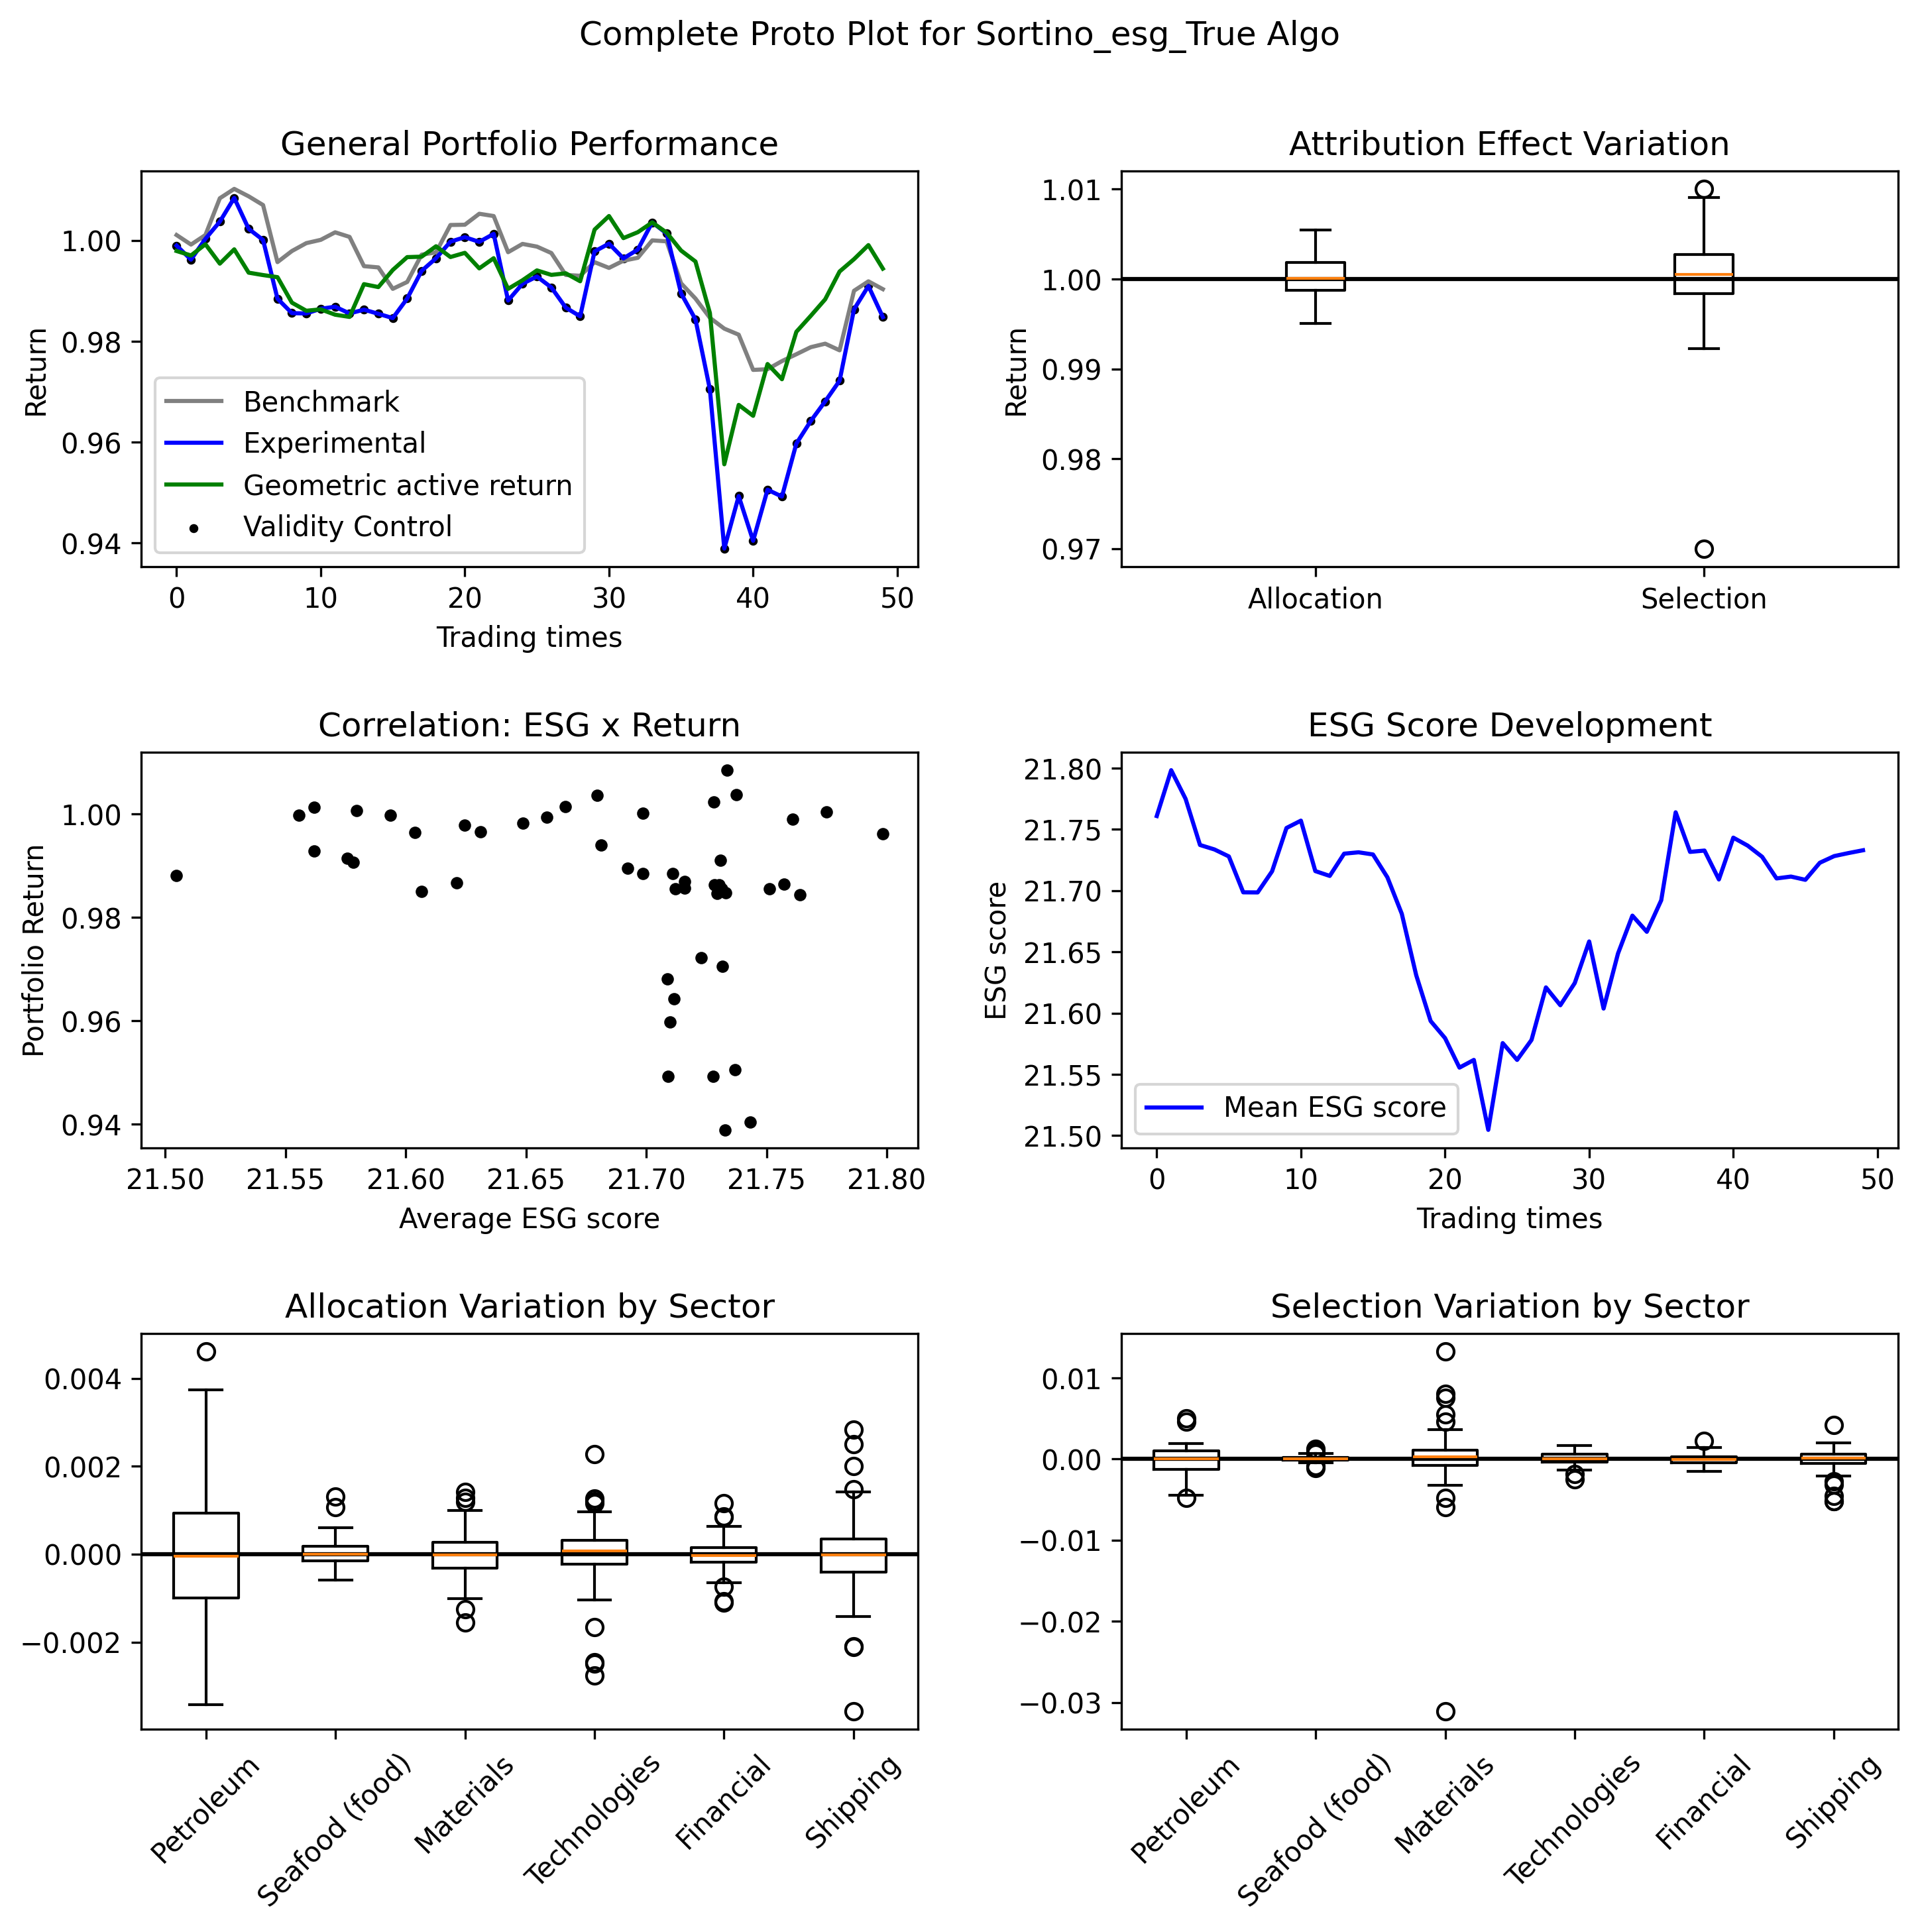 Complete Proto Plot for Sortino_esg_True Algo
General Portfolio Performance
Return
1.00
0.98
0.96
0.94
Benchmark
Experimental
Geometric active return
Validity Control
0 10 20 30 40 50
Trading times
Attribution Effect Variation
Return
1.01
1.00
0.99
0.98
0.97
Allocation Selection
Correlation: ESG x Return
Portfolio Return
1.00
0.98
0.96
0.94
21.50 21.55 21.60 21.65 21.70 21.75 21.80
Average ESG score
ESG Score Development
ESG score
21.80
21.75
21.70
21.65
21.60
21.55
21.50
Mean ESG score
0 10 20 30 40 50
Trading times
Allocation Variation by Sector
0.004
0.002
0.000
−0.002
Petroleum
Seafood (food)
Materials
Technologies
Financial
Shipping
Selection Variation by Sector
0.01
0.00
−0.01
−0.02
−0.03
Petroleum
Seafood (food)
Materials
Technologies
Financial
Shipping